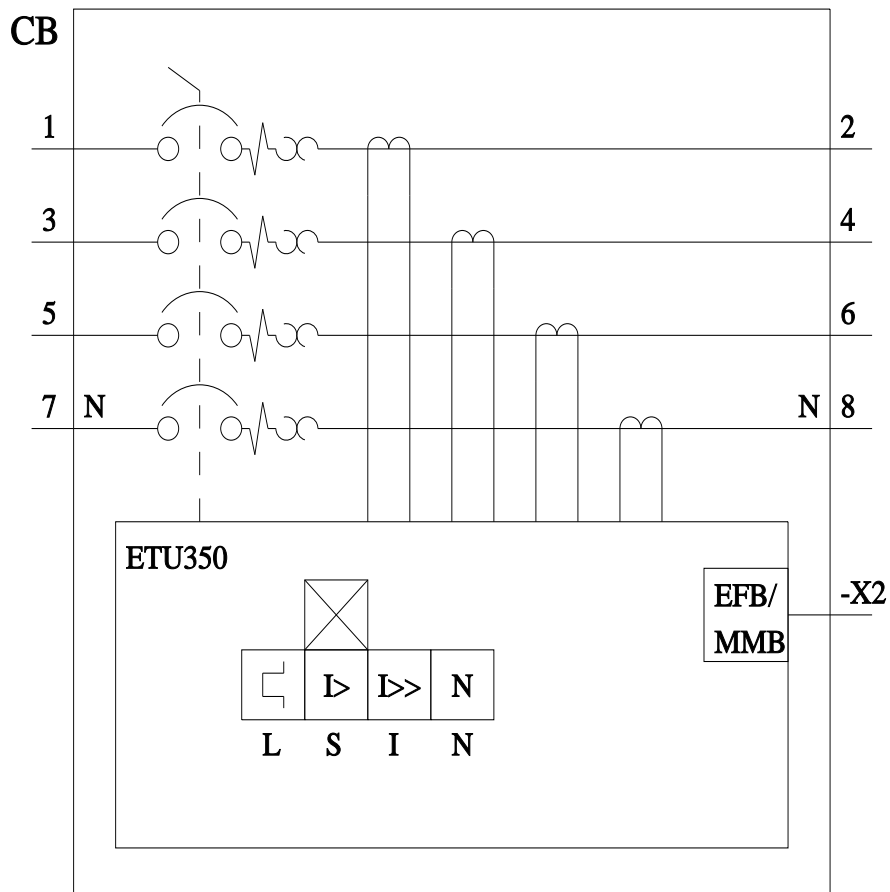 CB
1 2
3 4
5 6
7 N N 8
ETU350
EFB/ -X2
MMB
I> I>> N
L S I N